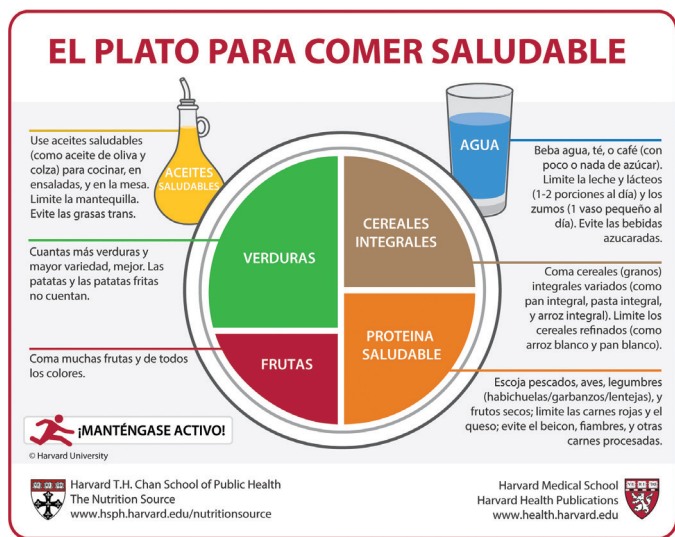 EL PLATO PARA COMER SALUDABLE
Use aceites saludables
(como aceite de oliva y
colza) para cocinar, en
ensaladas, y en la mesa.
Limite la mantequilla.
Evite las grasas trans.
ACEITES
SALUDABLES
AGUA
Beba agua, té, o café (con
poco o nada de azúcar).
Limite la leche y lácteos
(1-2 porciones al día) y los
zumos (1 vaso pequeño al
día). Evite las bebidas
azucaradas.
VERDURAS
CEREALES
INTEGRALES
Cuantas más verduras y
mayor variedad, mejor. Las
patatas y las patatas fritas
no cuentan.
Coma cereales (granos)
integrales variados (como
pan integral, pasta integral,
y arroz integral). Limite los
cereales refinados (como
arroz blanco y pan blanco).
FRUTAS
PROTEINA
SALUDABLE
Coma muchas frutas y de todos
los colores.
Escoja pescados, aves, legumbres
(habichuelas/garbanzos/lentejas), y
frutos secos; limite las carnes rojas y el
queso; evite el beicon, fiambres, y otras
carnes procesadas.
¡MANTÉNGASE ACTIVO!
© Harvard University
Harvard T.H. Chan School of Public Health
The Nutrition Source
www.hsph.harvard.edu/nutritionsource
Harvard Medical School
Harvard Health Publications
www.health.harvard.edu